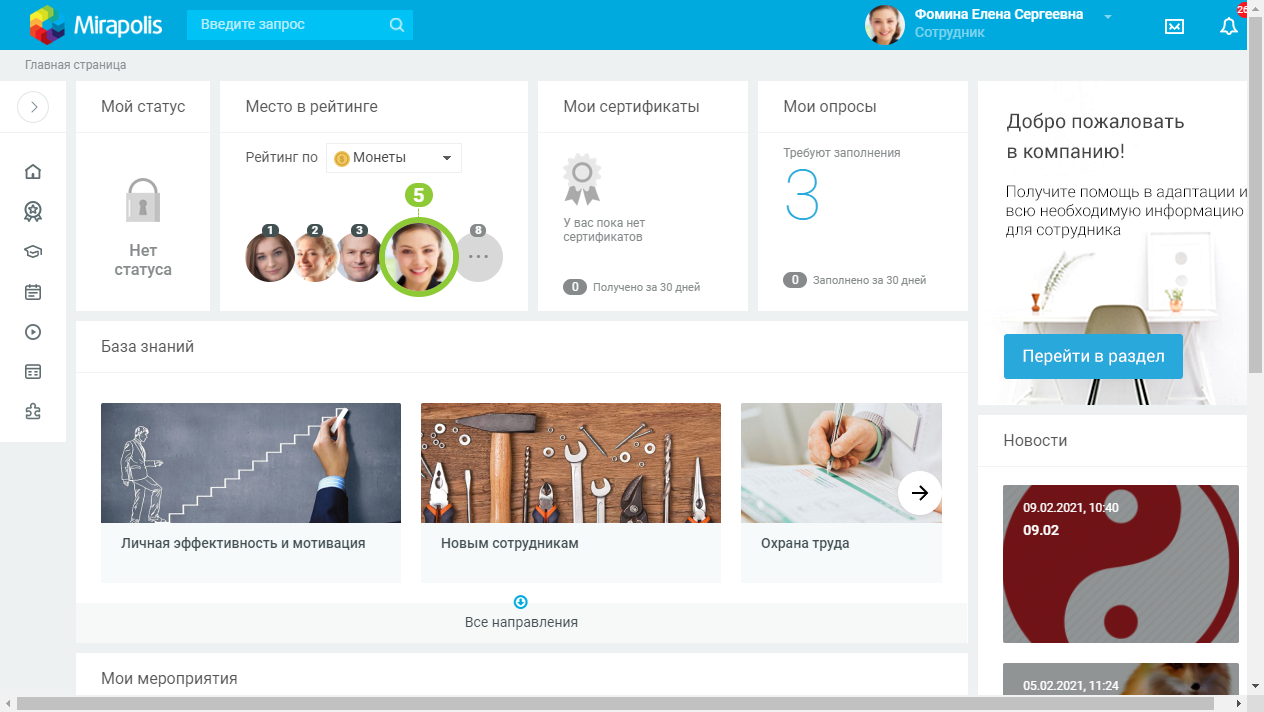 Mirapolis
Введите запрос
Фомина Елена Сергеевна
Сотрудник
Главная страница
Мой статус
Нет
статуса
Место в рейтинге
Рейтинг по
Монеты
5
1
2
3
8
Мои сертификаты
У вас пока нет
сертификатов
0 Получено за 30 дней
Мои опросы
Требуют заполнения
3
0 Заполнено за 30 дней
Добро пожаловать
в компанию!
Получите помощь в адаптации и
всю необходимую информацию
для сотрудника
Перейти в раздел
База знаний
Личная эффективность и мотивация
Новым сотрудникам
Охрана труда
Все направления
Новости
09.02.2021, 10:40
09.02
05.02.2021, 11:24
Мои мероприятия